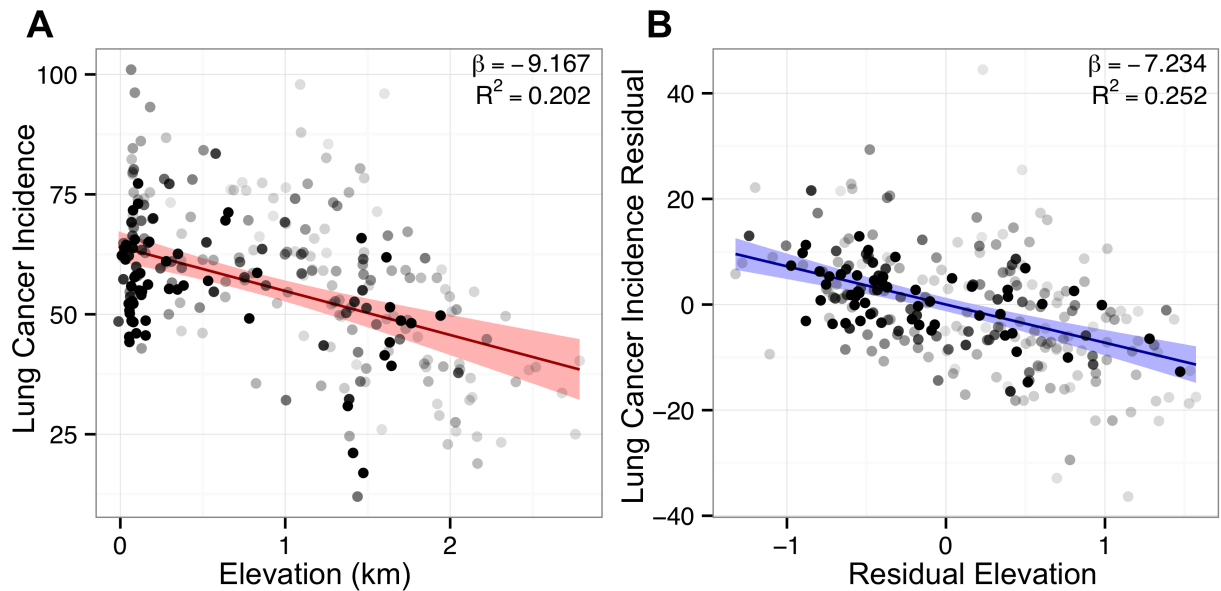 A
β = −9.167
R² = 0.202
Lung Cancer Incidence
100
75
50
25
0
1
2
Elevation (km)
B
β = −7.234
R² = 0.252
Lung Cancer Incidence Residual
40
20
0
−20
−40
−1
0
1
Residual Elevation